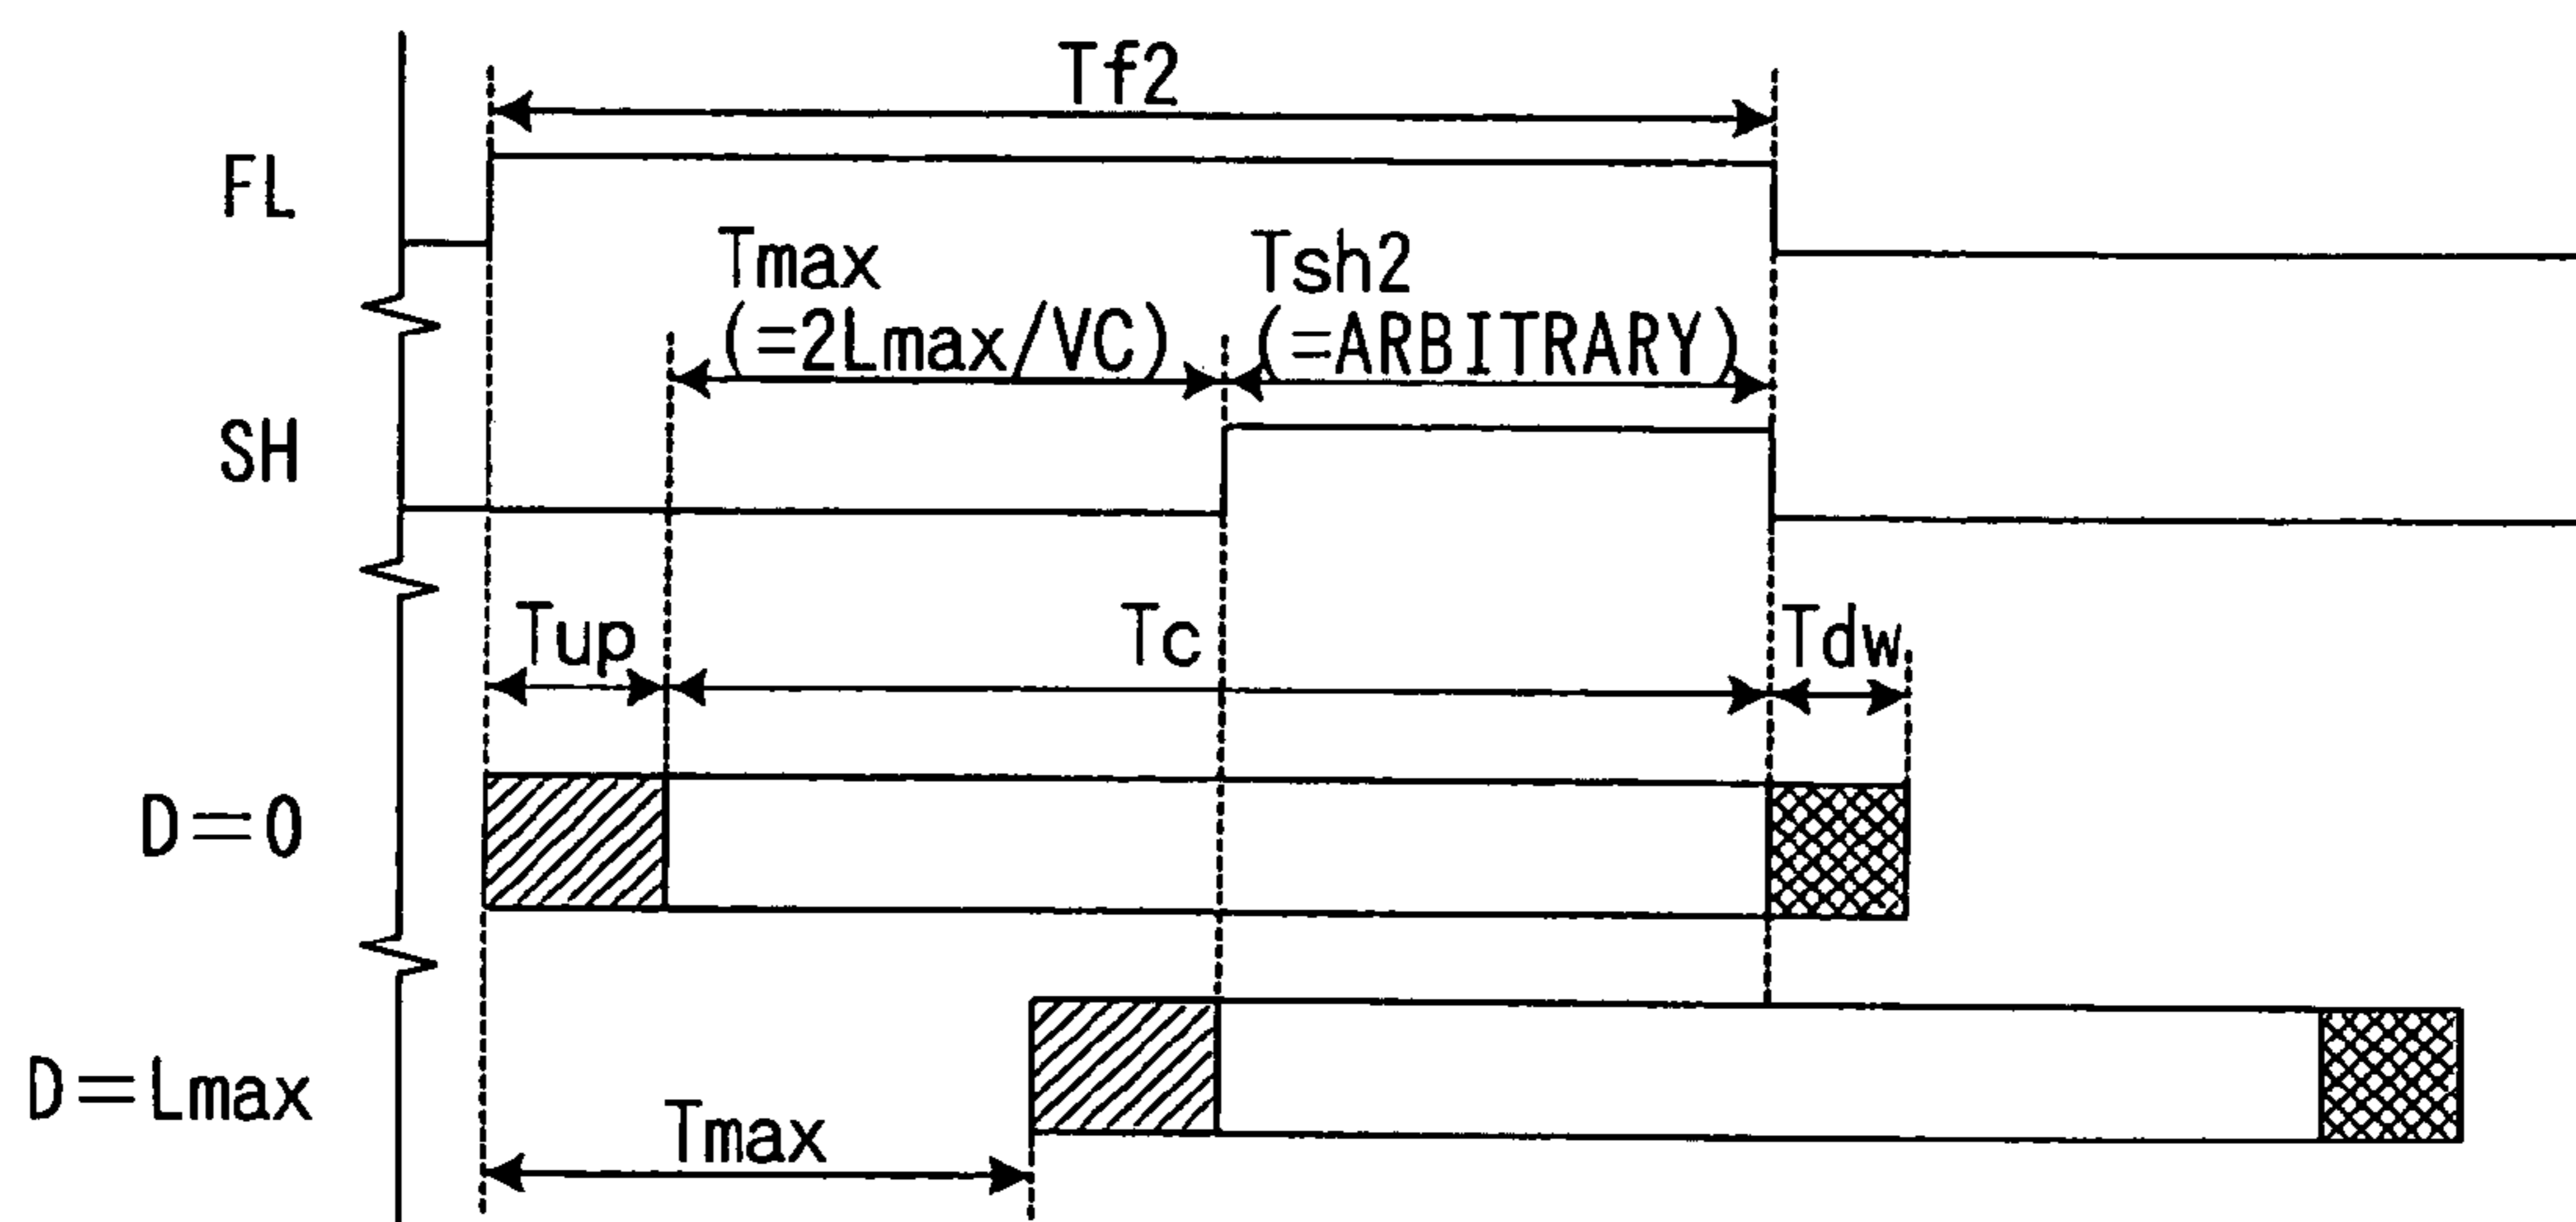 Tf2
FL
Tmax
(=2Lmax/VC)
Tsh2
(=ARBITRARY)
SH
Tup
Tc
Tdw
D=0
D=Lmax
Tmax